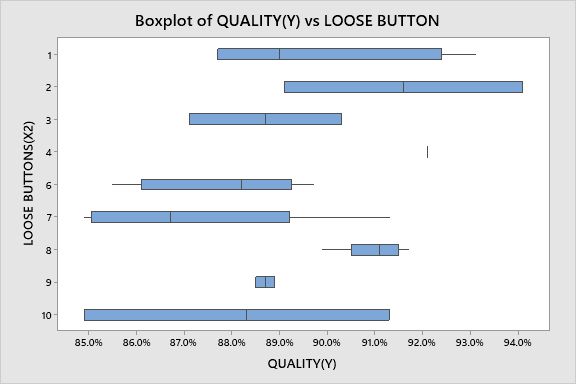 Boxplot of QUALITY(Y) vs LOOSE BUTTON
LOOSE BUTTONS(X2)
1
2
3
4
6
7
8
9
10
85.0% 86.0% 87.0% 88.0% 89.0% 90.0% 91.0% 92.0% 93.0% 94.0%
QUALITY(Y)